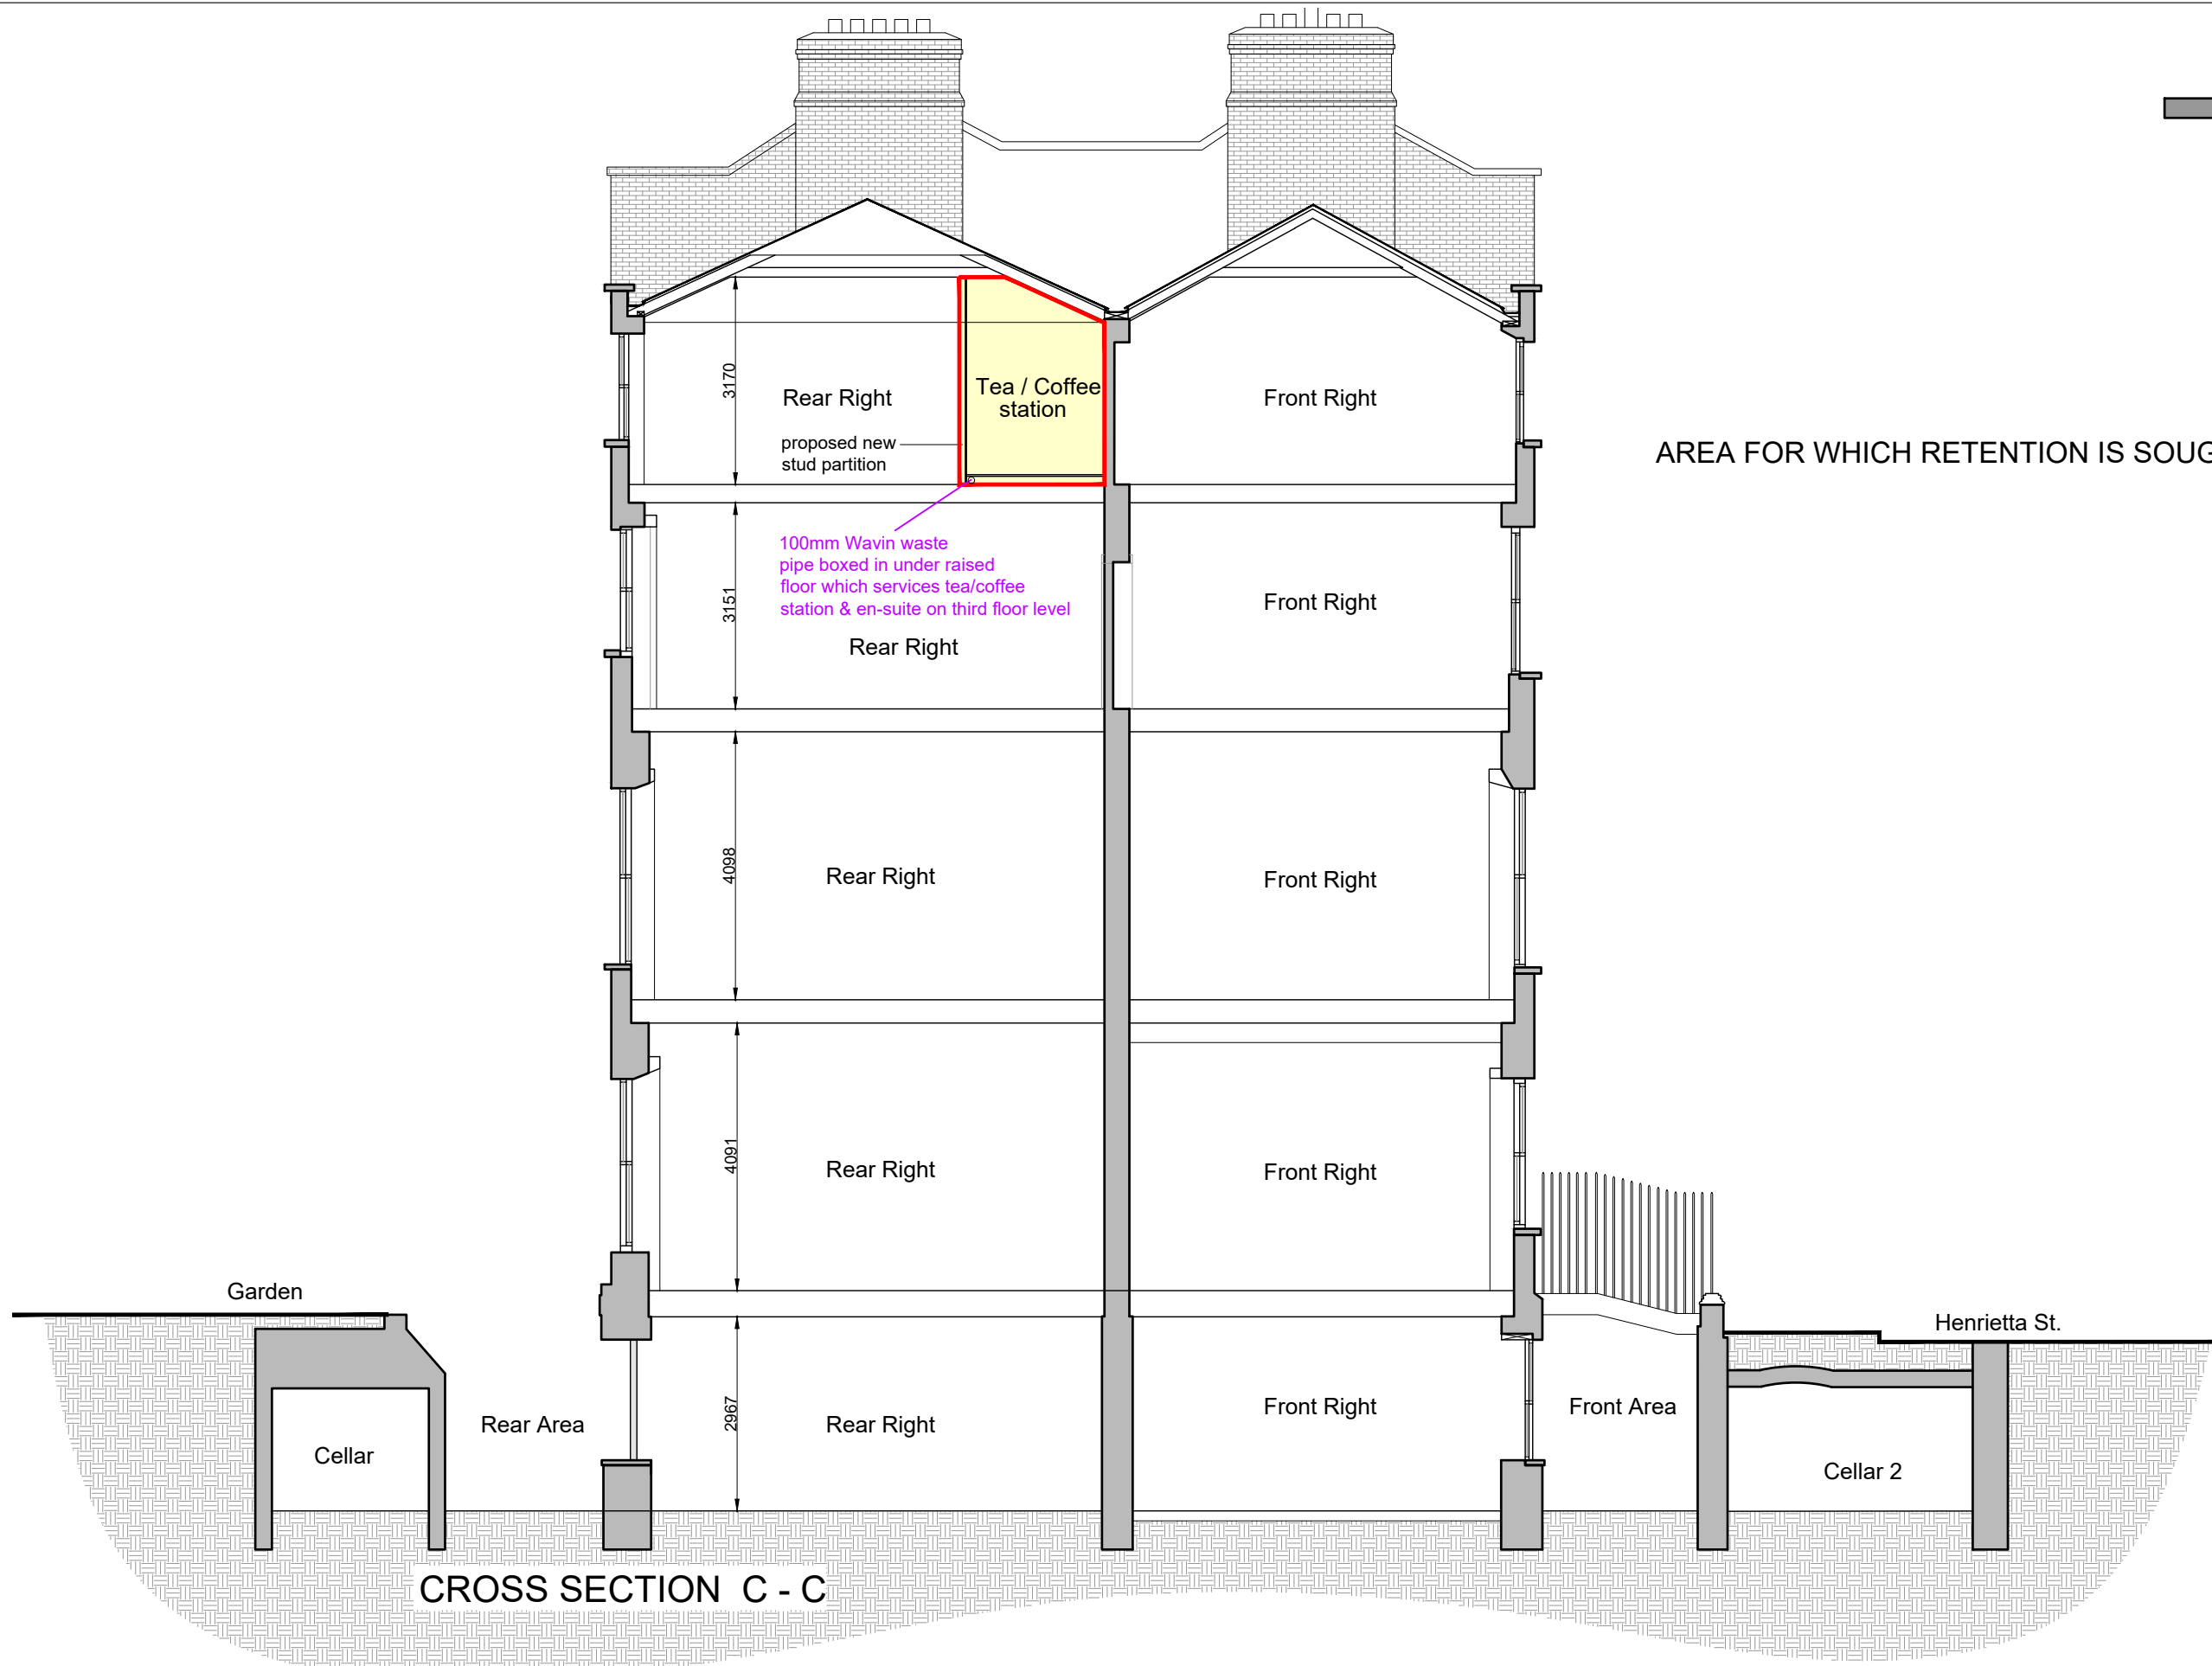 3170
Rear Right
Tea / Coffee
station
Front Right
proposed new
stud partition
AREA FOR WHICH RETENTION IS SOUG
100mm Wavin waste
pipe boxed in under raised
floor which services tea/coffee
station & en-suite on third floor level
3151
Rear Right
Front Right
4098
Rear Right
Front Right
4091
Rear Right
Front Right
Garden
Henrietta St.
2967
Rear Area
Rear Right
Front Right
Front Area
Cellar
Cellar 2
CROSS SECTION C - C